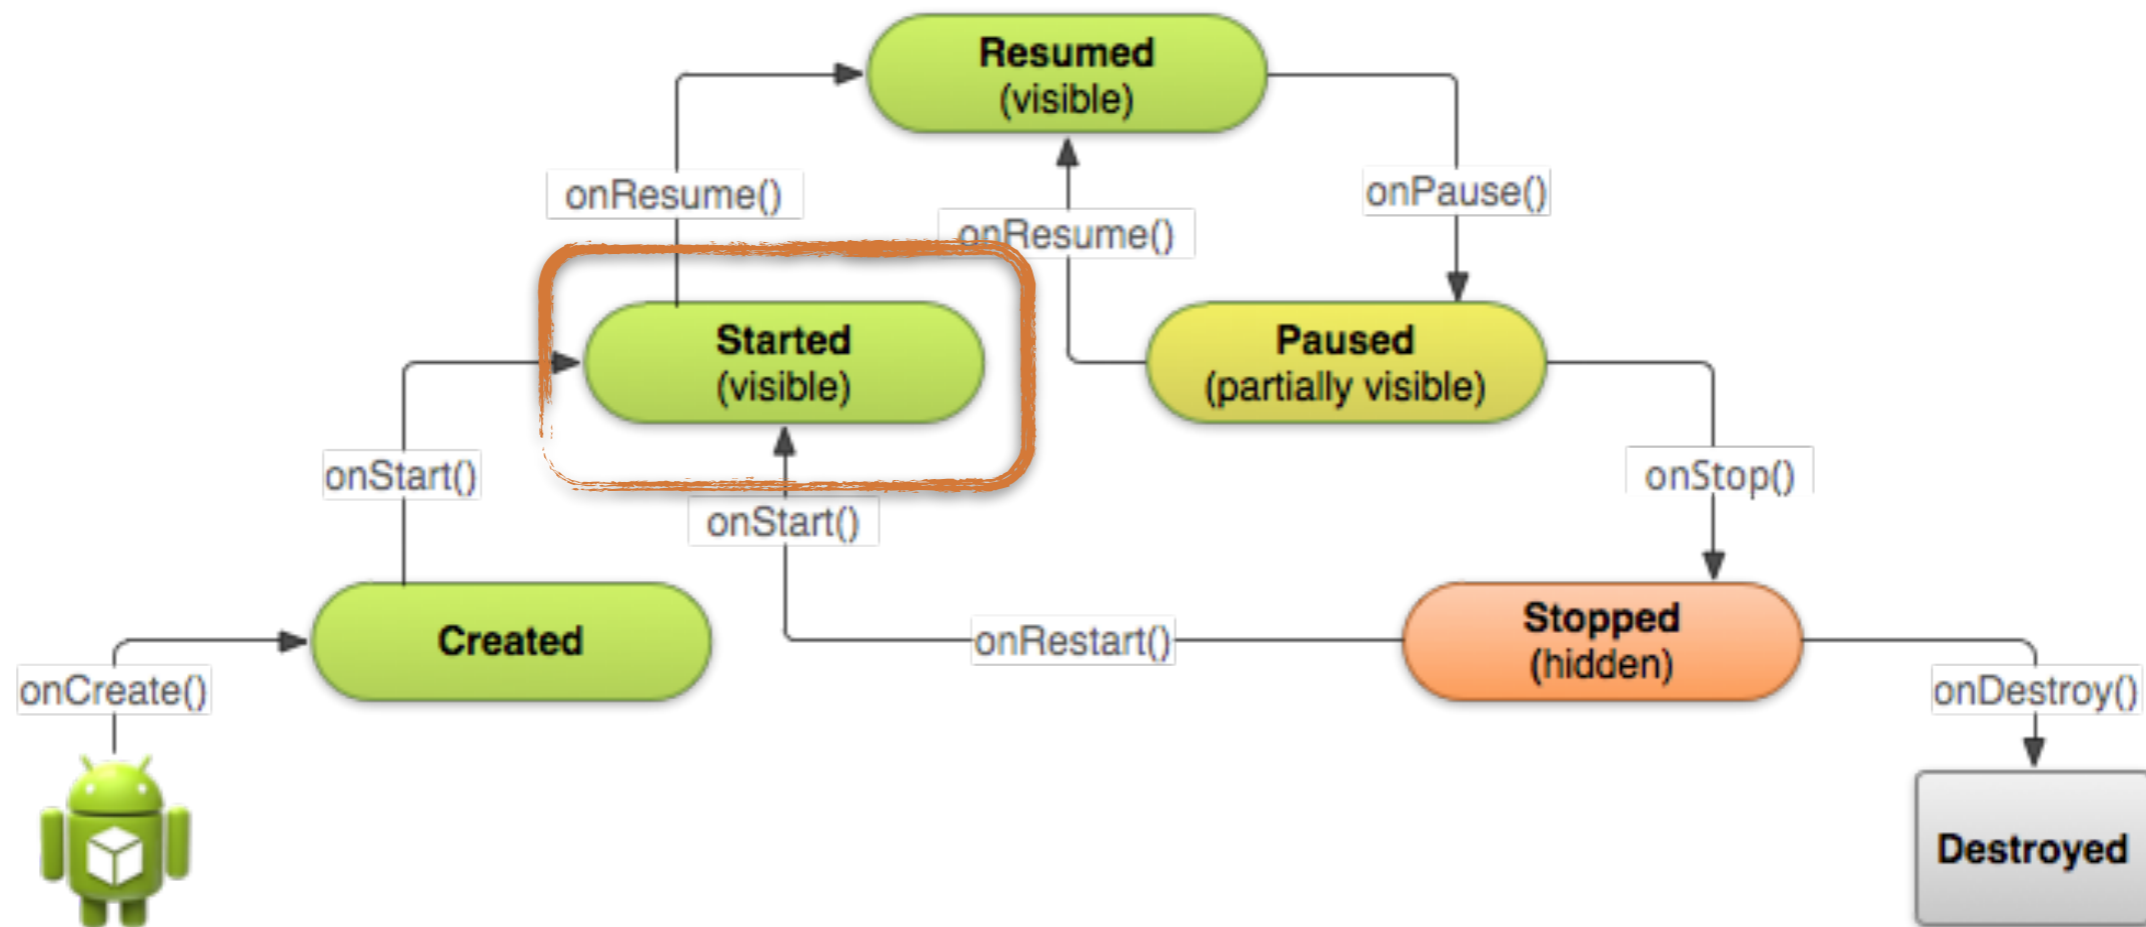 Resumed
(visible)
onResume()
onPause()
onResume()
Started
(visible)
Paused
(partially visible)
onStart()
onStop()
onStart()
Created
onRestart()
Stopped
(hidden)
onCreate()
onDestroy()
Destroyed